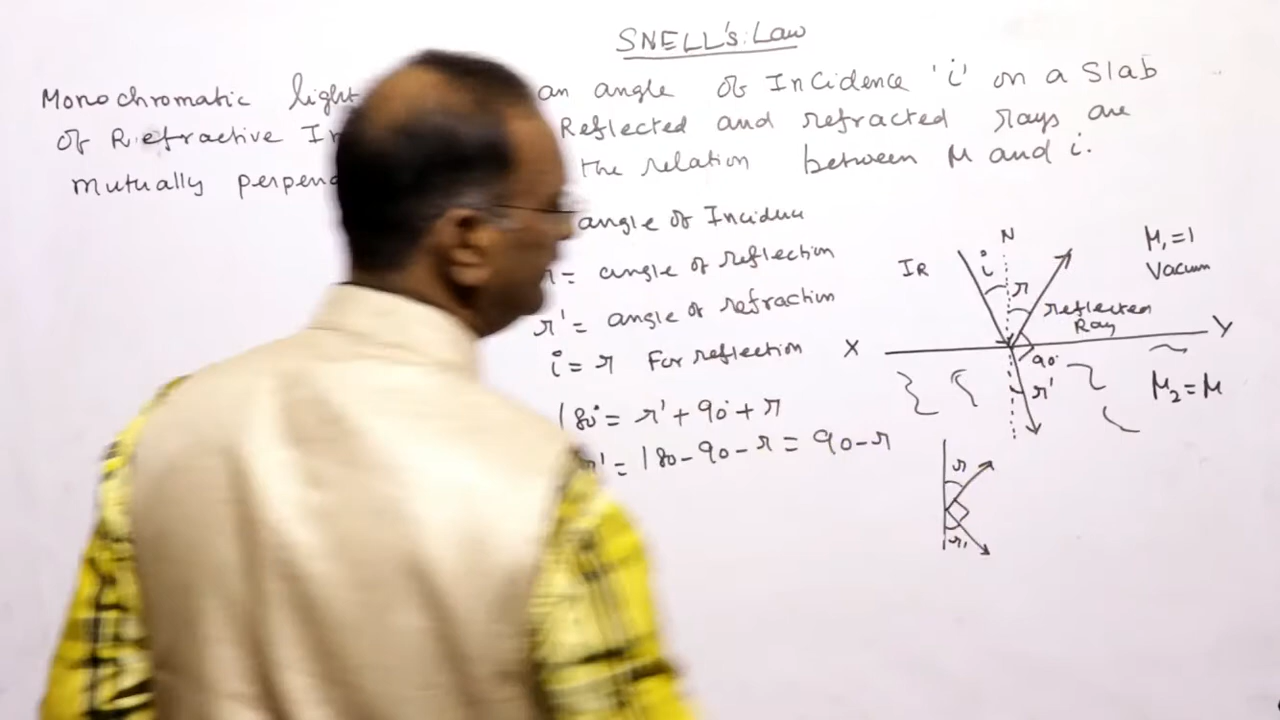 SNELL's Law
Monochromatic light an angle of Incidence 'i' on a Slab
of Refractive Reflected and refracted rays are
mutually the relation between μ and i.
angle of Incidence
r = angle of reflection
r' = angle of refraction
i = r For reflection
180° = r' + 90° + r
r' = 180 - 90 - r = 90 - r
N
IR
i
r
μ₁ = 1
Vacuum
reflected
Ray
X
Y
90°
r'
μ₂ = μ
r
r'